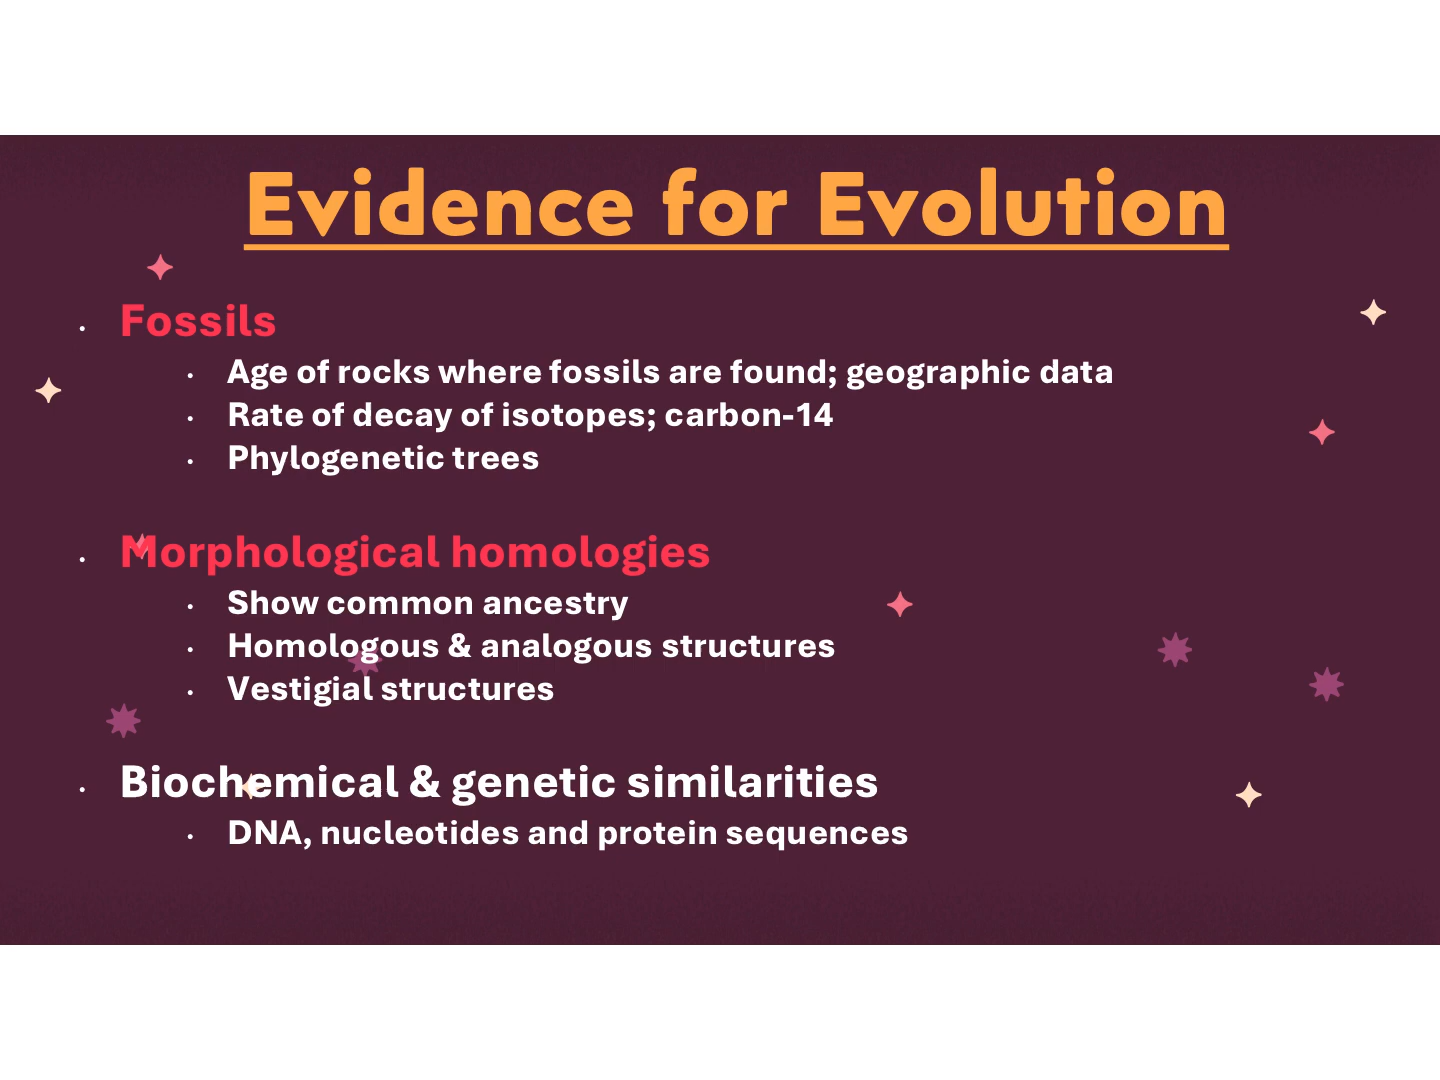 Evidence for Evolution
• Fossils
• Age of rocks where fossils are found; geographic data
• Rate of decay of isotopes; carbon-14
• Phylogenetic trees
• Morphological homologies
• Show common ancestry
• Homologous & analogous structures
• Vestigial structures
• Biochemical & genetic similarities
• DNA, nucleotides and protein sequences